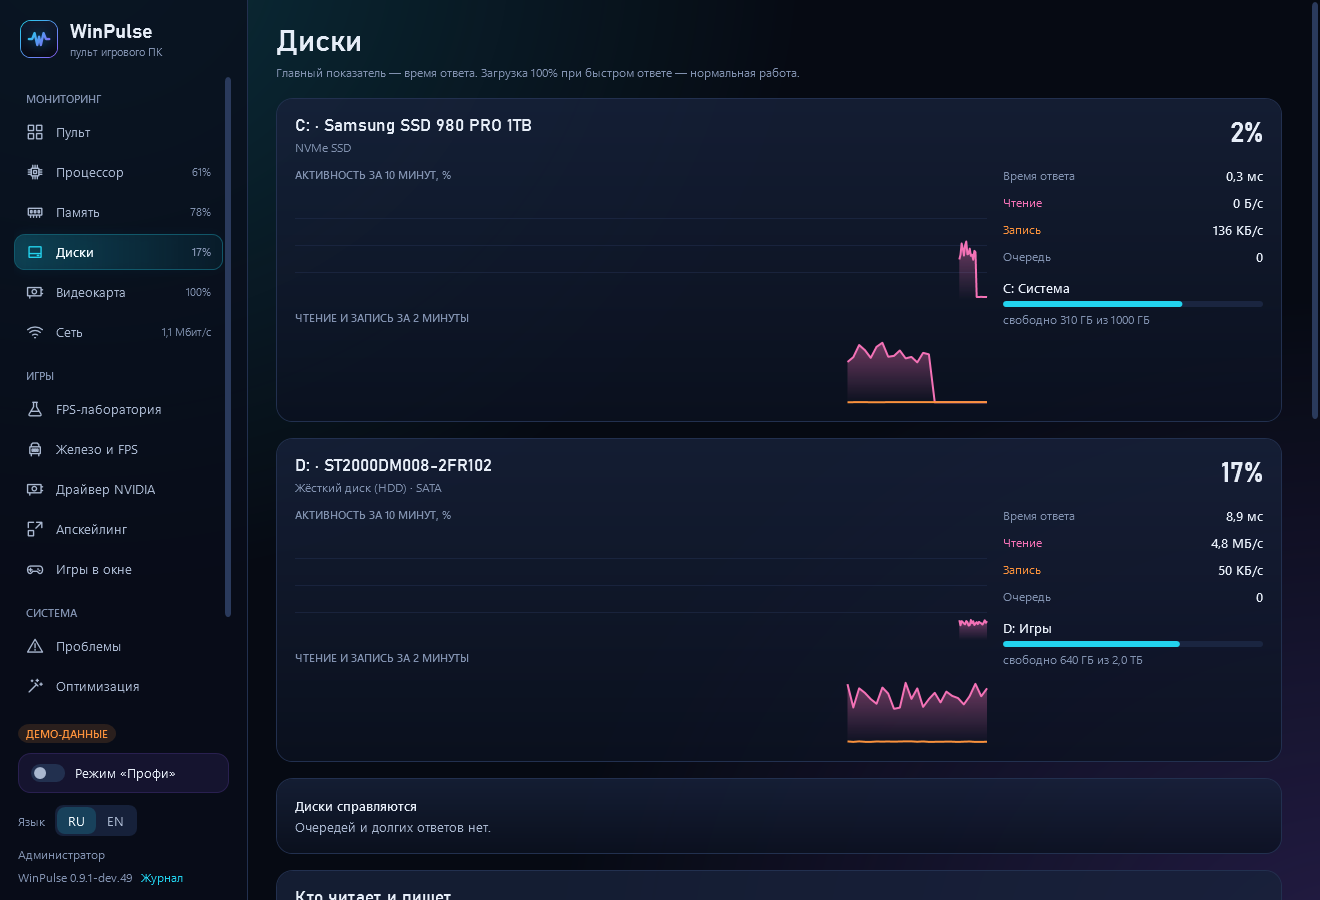 WinPulse
пульт игрового ПК
МОНИТОРИНГ
Пульт
Процессор 61%
Память 78%
Диски 17%
Видеокарта 100%
Сеть 1,1 Мбит/с
ИГРЫ
FPS-лаборатория
Железо и FPS
Драйвер NVIDIA
Апскейлинг
Игры в окне
СИСТЕМА
Проблемы
Оптимизация
ДЕМО-ДАННЫЕ
Режим «Профи»
Язык RU EN
Администратор
WinPulse 0.9.1-dev.49 Журнал
Диски
Главный показатель — время ответа. Загрузка 100% при быстром ответе — нормальная работа.
C: · Samsung SSD 980 PRO 1TB
2%
NVMe SSD
АКТИВНОСТЬ ЗА 10 МИНУТ, %
Время ответа 0,3 мс
Чтение 0 Б/с
Запись 136 КБ/с
Очередь 0
C: Система
свободно 310 ГБ из 1000 ГБ
ЧТЕНИЕ И ЗАПИСЬ ЗА 2 МИНУТЫ
D: · ST2000DM008-2FR102
17%
Жёсткий диск (HDD) · SATA
АКТИВНОСТЬ ЗА 10 МИНУТ, %
Время ответа 8,9 мс
Чтение 4,8 МБ/с
Запись 50 КБ/с
Очередь 0
D: Игры
свободно 640 ГБ из 2,0 ТБ
ЧТЕНИЕ И ЗАПИСЬ ЗА 2 МИНУТЫ
Диски справляются
Очередей и долгих ответов нет.
Кто читает и пишет